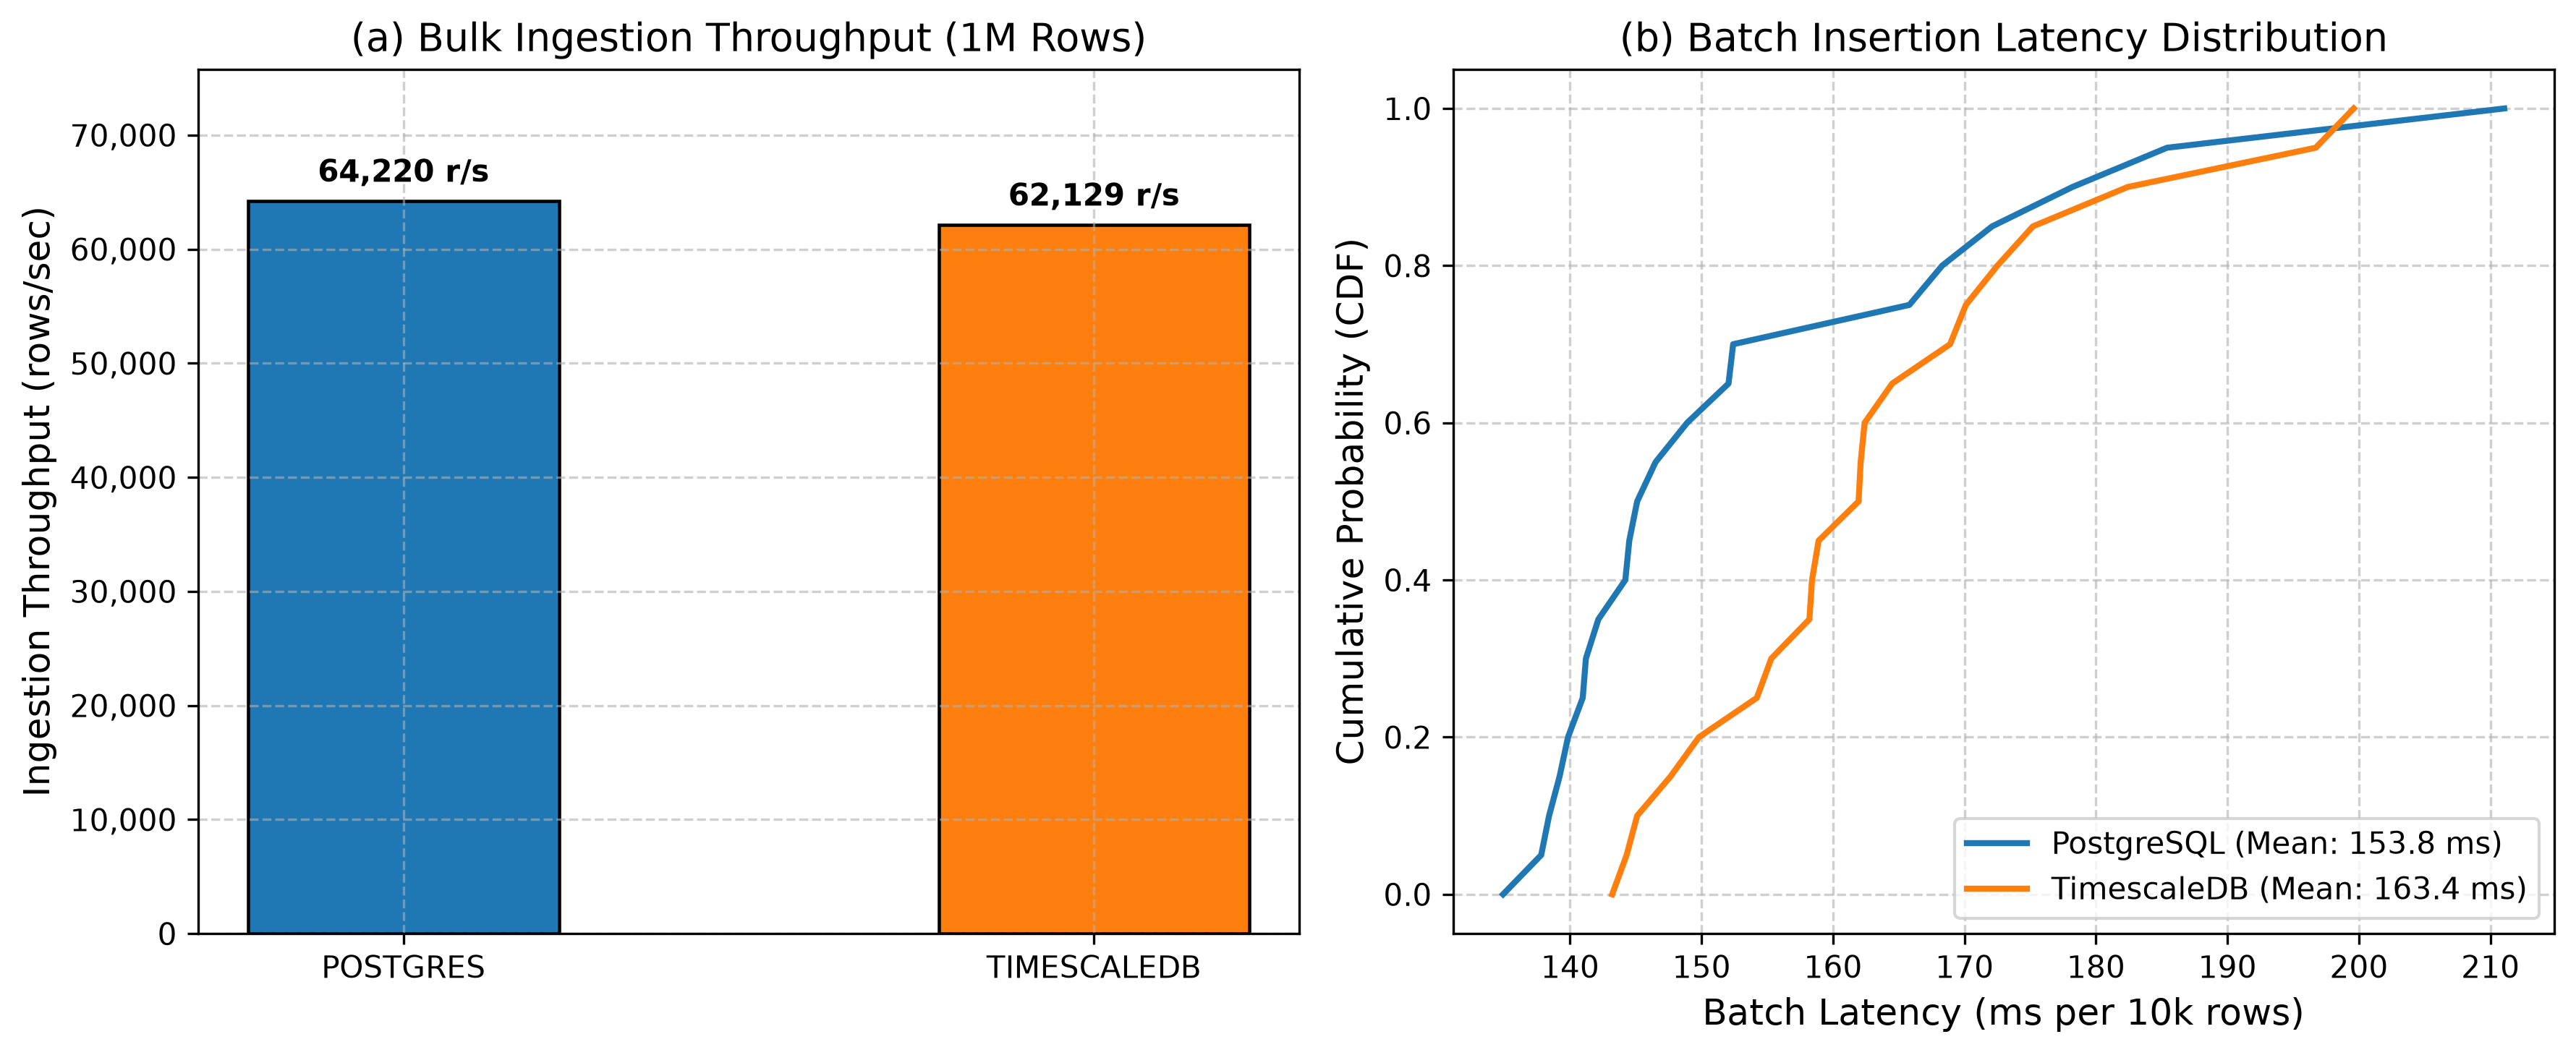 (a) Bulk Ingestion Throughput (1M Rows)
Ingestion Throughput (rows/sec)
70,000
60,000
50,000
40,000
30,000
20,000
10,000
0
64,220 r/s
62,129 r/s
POSTGRES
TIMESCALEDB
(b) Batch Insertion Latency Distribution
Cumulative Probability (CDF)
1.0
0.8
0.6
0.4
0.2
0.0
PostgreSQL (Mean: 153.8 ms)
TimescaleDB (Mean: 163.4 ms)
140 150 160 170 180 190 200 210
Batch Latency (ms per 10k rows)